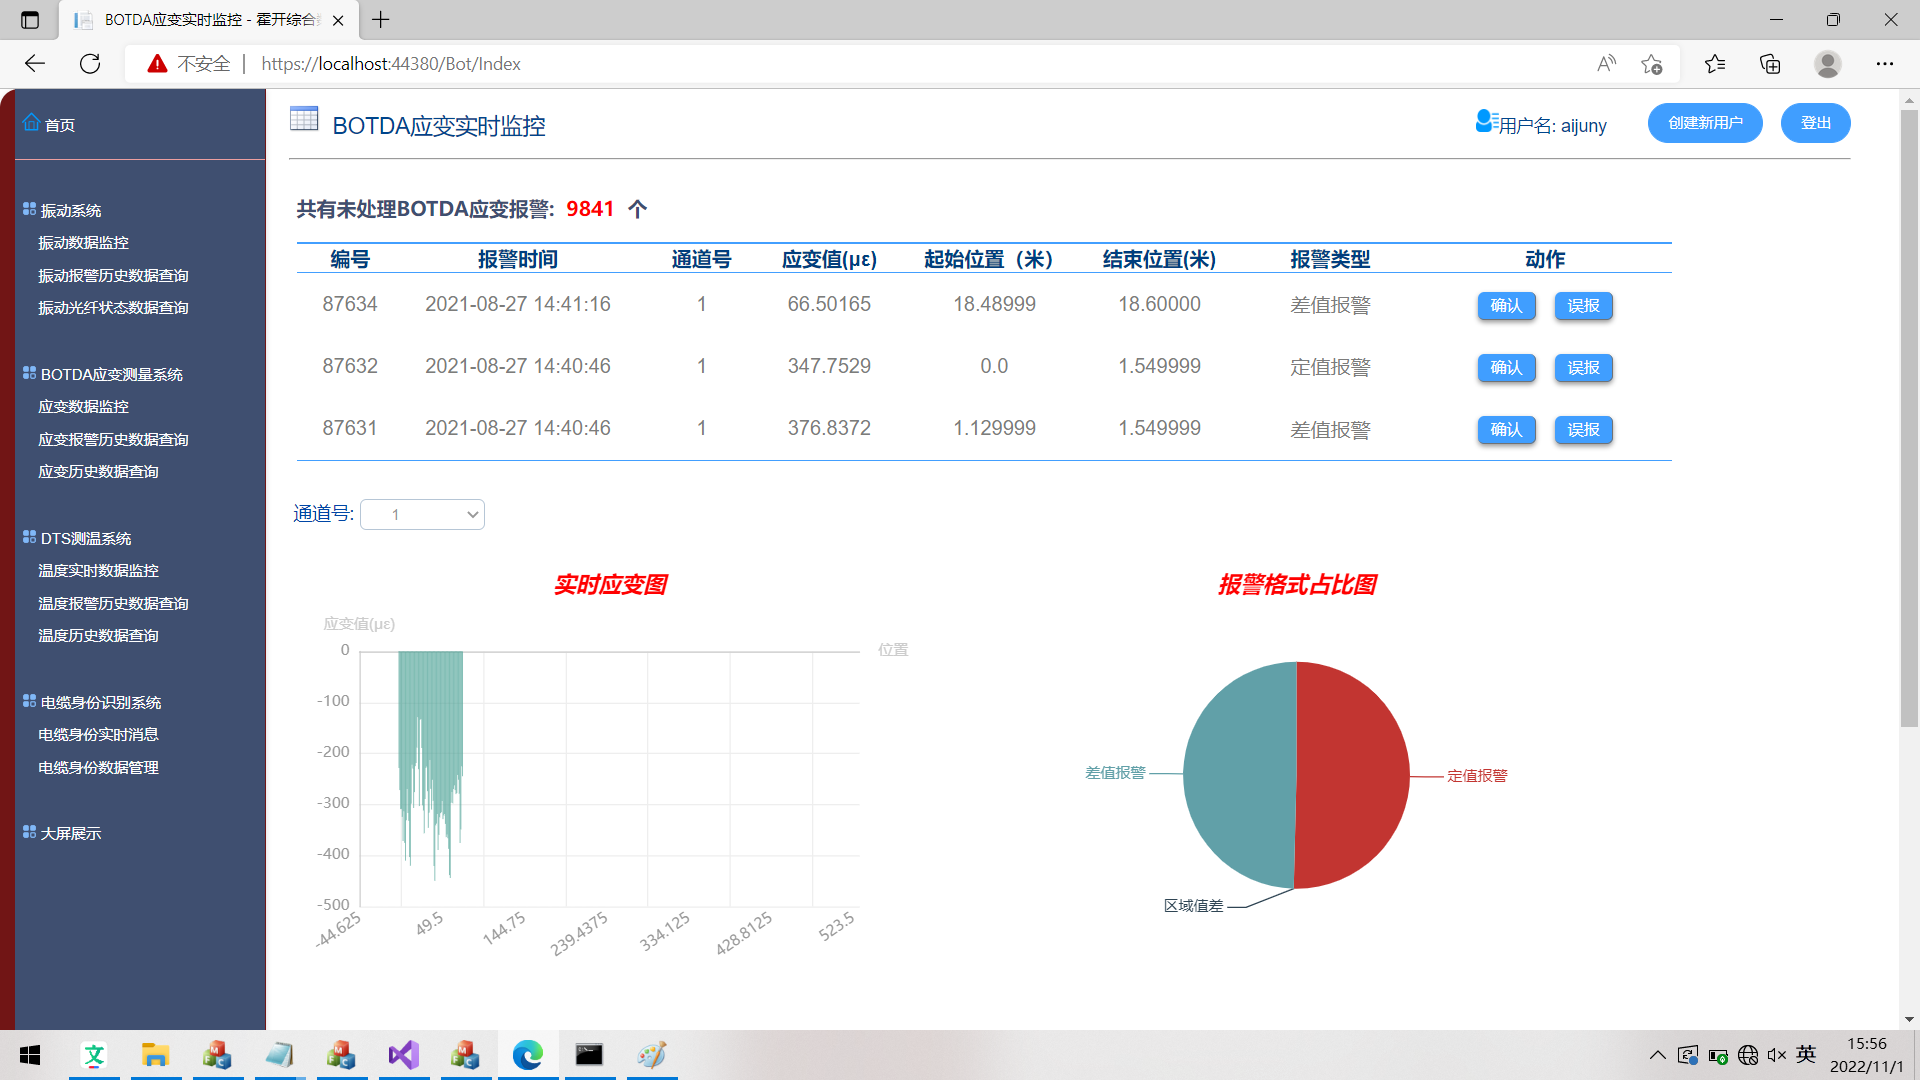 BOTDA应变实时监控 - 霍开综合
不安全 https://localhost:44380/Bot/Index
首页
振动系统
振动数据监控
振动报警历史数据查询
振动光纤状态数据查询
BOTDA应变测量系统
应变数据监控
应变报警历史数据查询
应变历史数据查询
DTS测温系统
温度实时数据监控
温度报警历史数据查询
温度历史数据查询
电缆身份识别系统
电缆身份实时消息
电缆身份数据管理
大屏展示
BOTDA应变实时监控
用户名: aijuny 创建新用户 登出
共有未处理BOTDA应变报警: 9841 个
编号 报警时间 通道号 应变值(με) 起始位置（米） 结束位置(米) 报警类型 动作
87634 2021-08-27 14:41:16 1 66.50165 18.48999 18.60000 差值报警 确认 误报
87632 2021-08-27 14:40:46 1 347.7529 0.0 1.549999 定值报警 确认 误报
87631 2021-08-27 14:40:46 1 376.8372 1.129999 1.549999 差值报警 确认 误报
通道号: 1
实时应变图
应变值(με)
位置
0
-100
-200
-300
-400
-500
-44.625 49.5 144.75 239.4375 334.125 428.8125 523.5
报警格式占比图
差值报警
定值报警
区域值差
文
英
15:56
2022/11/1